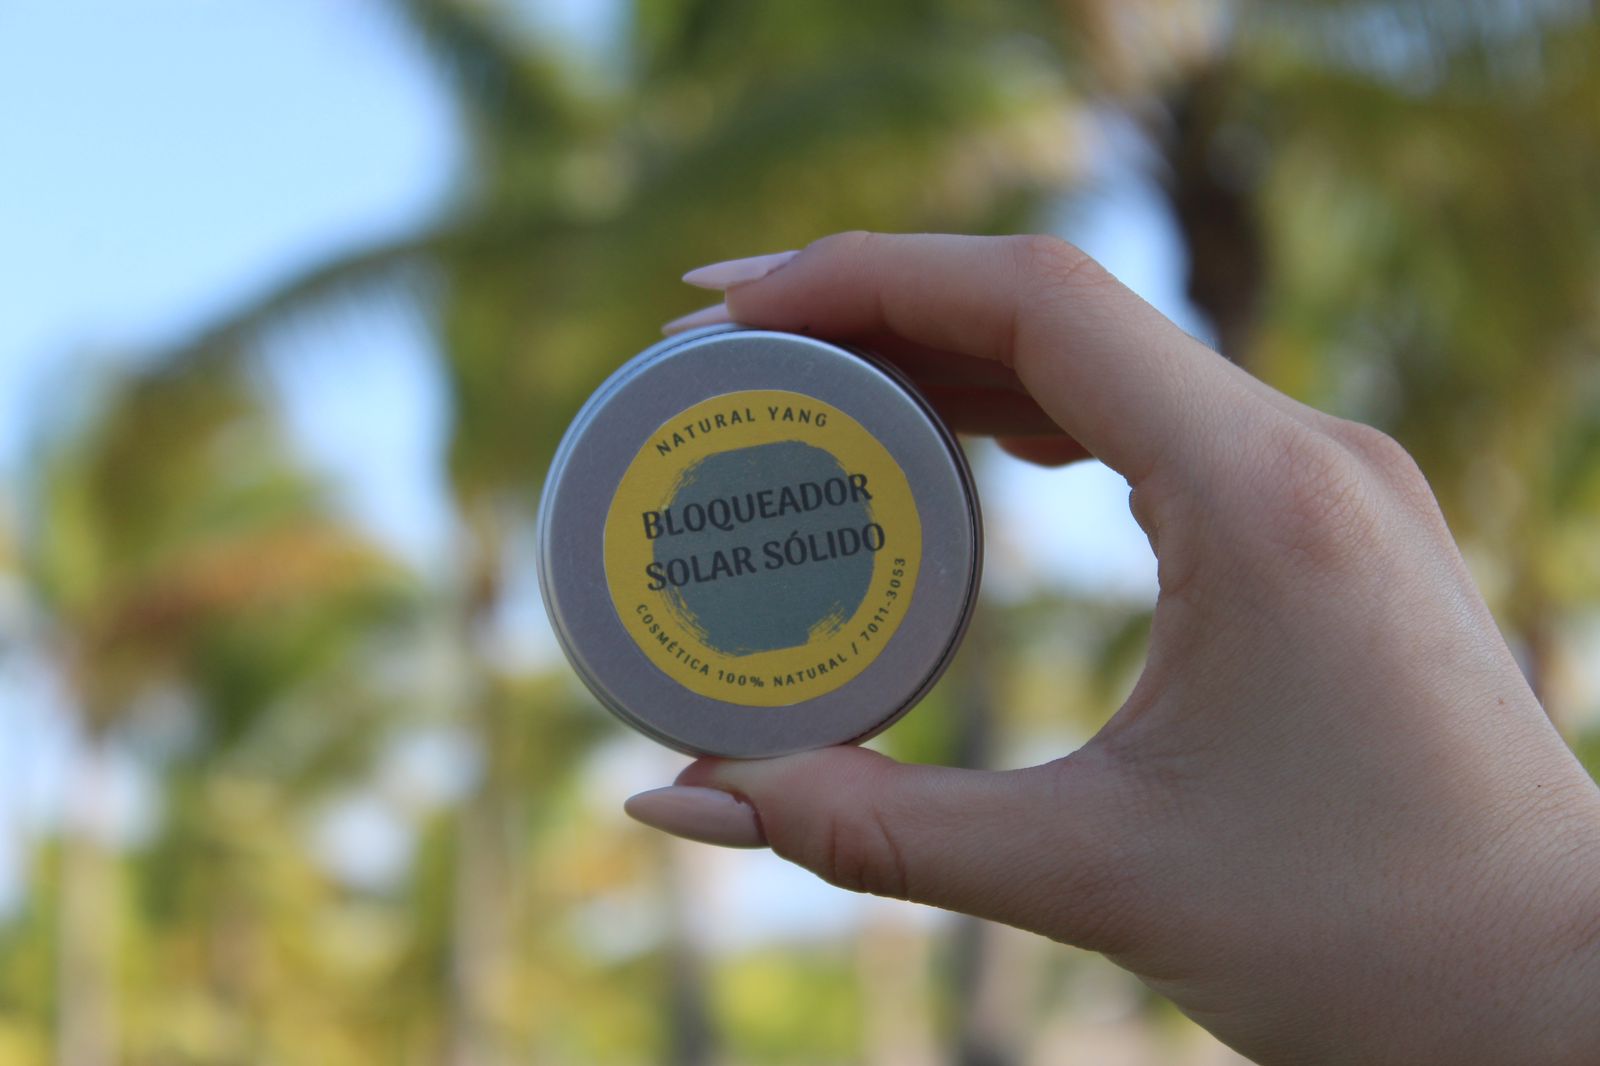 NATURAL YANG
BLOQUEADOR
SOLAR SÓLIDO
COSMÉTICA 100% NATURAL / 7011-3053